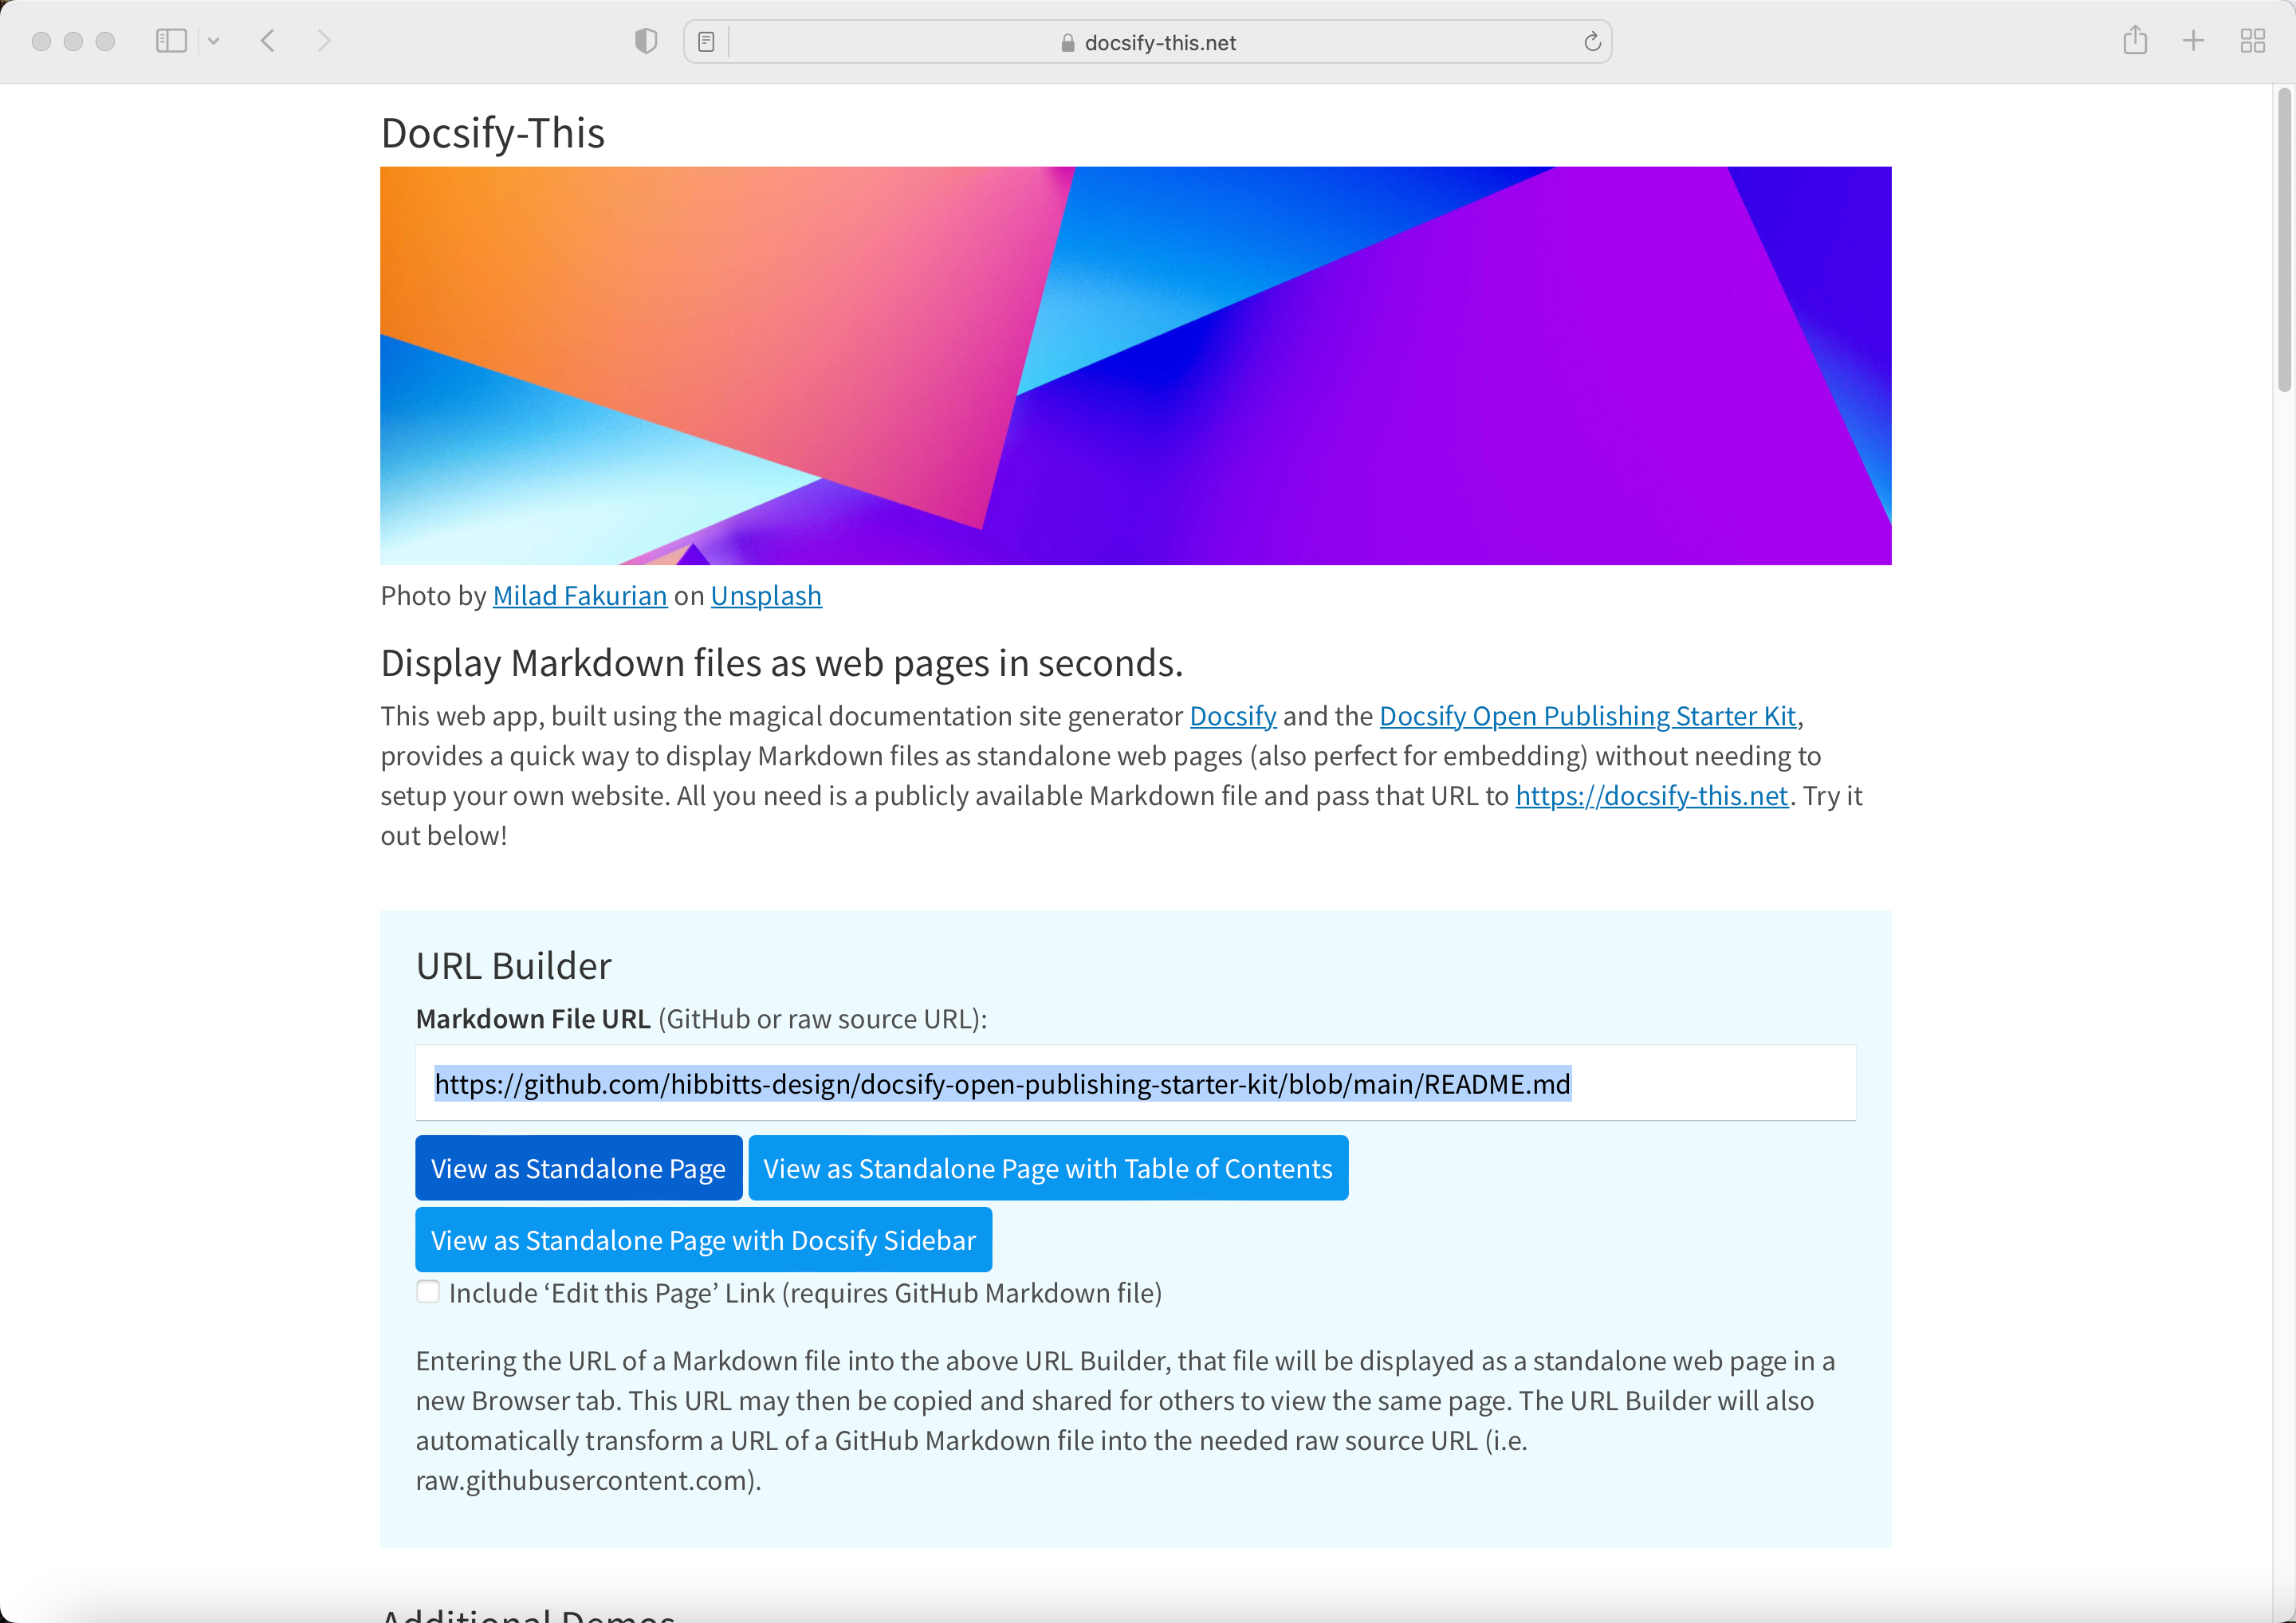 docsify-this.net
Docsify-This
Photo by Milad Fakurian on Unsplash
Display Markdown files as web pages in seconds.
This web app, built using the magical documentation site generator Docsify and the Docsify Open Publishing Starter Kit,
provides a quick way to display Markdown files as standalone web pages (also perfect for embedding) without needing to
setup your own website. All you need is a publicly available Markdown file and pass that URL to https://docsify-this.net. Try it
out below!
URL Builder
Markdown File URL (GitHub or raw source URL):
https://github.com/hibbitts-design/docsify-open-publishing-starter-kit/blob/main/README.md
View as Standalone Page View as Standalone Page with Table of Contents
View as Standalone Page with Docsify Sidebar
Include ‘Edit this Page’ Link (requires GitHub Markdown file)
Entering the URL of a Markdown file into the above URL Builder, that file will be displayed as a standalone web page in a
new Browser tab. This URL may then be copied and shared for others to view the same page. The URL Builder will also
automatically transform a URL of a GitHub Markdown file into the needed raw source URL (i.e.
raw.githubusercontent.com).
Additional Demos